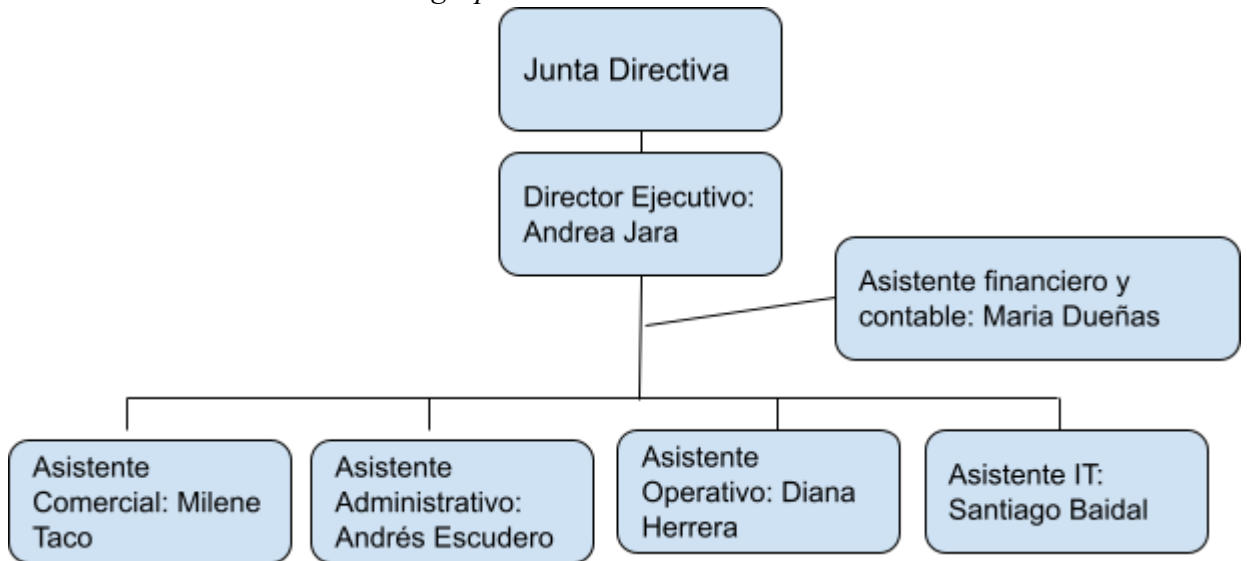 Junta Directiva
Director Ejecutivo:
Andrea Jara
Asistente financiero y
contable: Maria Dueñas
Asistente
Comercial: Milene
Taco
Asistente
Administrativo:
Andrés Escudero
Asistente
Operativo: Diana
Herrera
Asistente IT:
Santiago Baidal